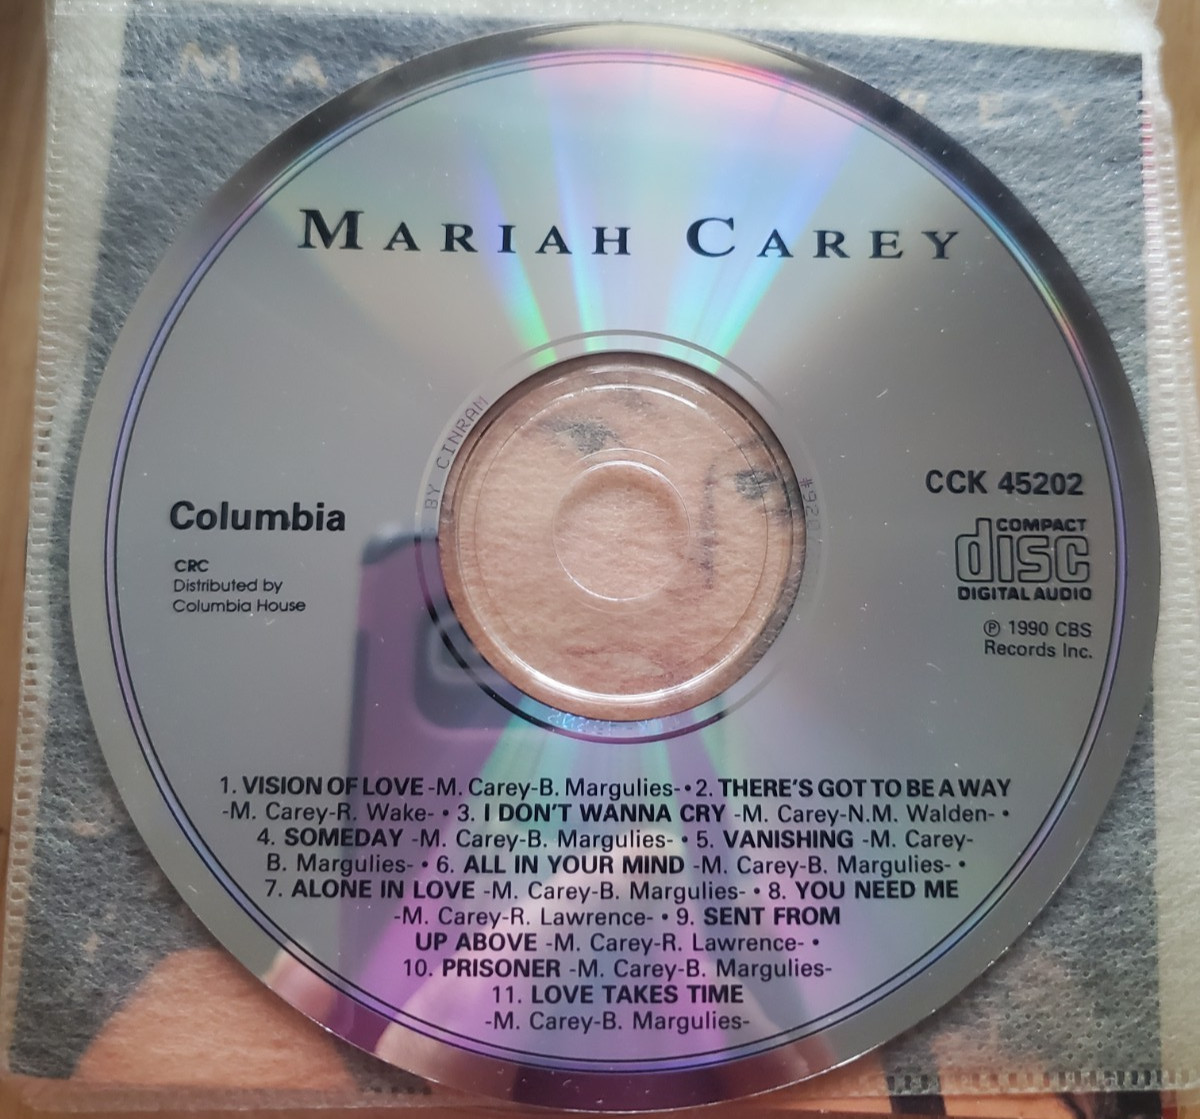 MARIAH CAREY
BY CINRAM
Columbia
CRC
Distributed by
Columbia House
CCK 45202
COMPACT
disc
DIGITAL AUDIO
℗ 1990 CBS
Records Inc.
1. VISION OF LOVE -M. Carey-B. Margulies- • 2. THERE'S GOT TO BE A WAY
-M. Carey-R. Wake- • 3. I DON'T WANNA CRY -M. Carey-N.M. Walden- •
4. SOMEDAY -M. Carey-B. Margulies- • 5. VANISHING -M. Carey-
B. Margulies- • 6. ALL IN YOUR MIND -M. Carey-B. Margulies- •
7. ALONE IN LOVE -M. Carey-B. Margulies- • 8. YOU NEED ME
-M. Carey-R. Lawrence- • 9. SENT FROM
UP ABOVE -M. Carey-R. Lawrence- •
10. PRISONER -M. Carey-B. Margulies-
11. LOVE TAKES TIME
-M. Carey-B. Margulies-